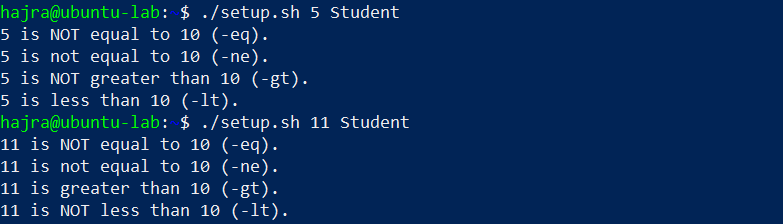 hajra@ubuntu-lab:~$ ./setup.sh 5 Student
5 is NOT equal to 10 (-eq).
5 is not equal to 10 (-ne).
5 is NOT greater than 10 (-gt).
5 is less than 10 (-lt).
hajra@ubuntu-lab:~$ ./setup.sh 11 Student
11 is NOT equal to 10 (-eq).
11 is not equal to 10 (-ne).
11 is greater than 10 (-gt).
11 is NOT less than 10 (-lt).